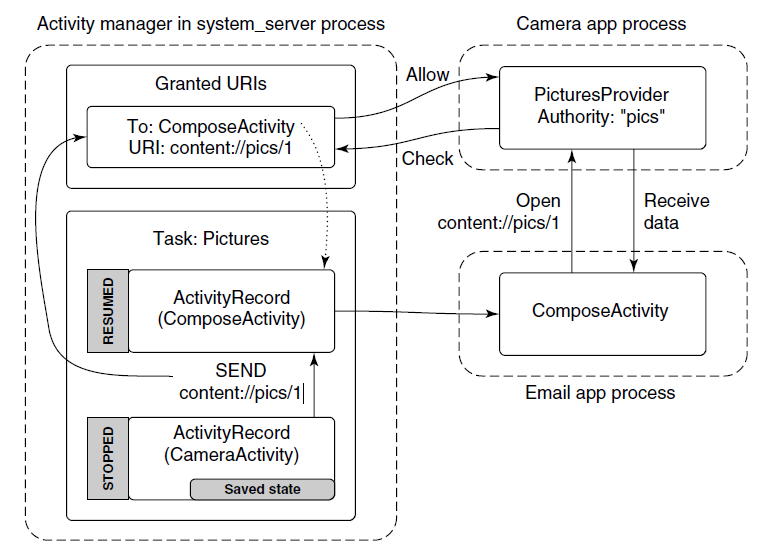 Activity manager in system_server process
Camera app process
Granted URIs
To: ComposeActivity
URI: content://pics/1
Allow
Check
PicturesProvider
Authority: "pics"
Open
content://pics/1
Receive
data
Task: Pictures
RESUMED
ActivityRecord
(ComposeActivity)
ComposeActivity
SEND
content://pics/1
Email app process
STOPPED
ActivityRecord
(CameraActivity)
Saved state